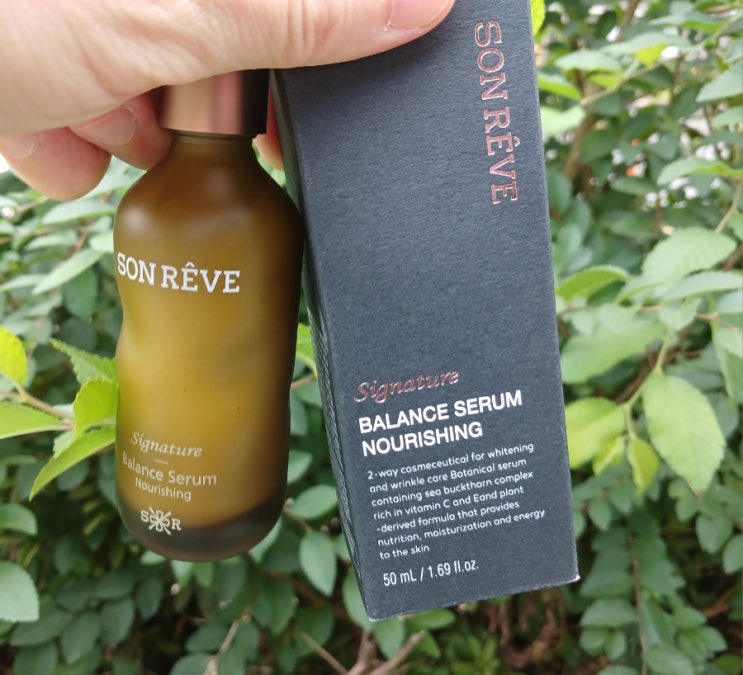 SON RÊVE
Signature
Balance Serum
Nourishing
S R
SON RÊVE
Signature
BALANCE SERUM
NOURISHING
2-way cosmeceutical for whitening
and wrinkle care Botanical serum
containing sea buckthorn complex
rich in vitamin C and Eand plant
-derived formula that provides
nutrition, moisturization and energy
to the skin
50 mL / 1.69 fl.oz.